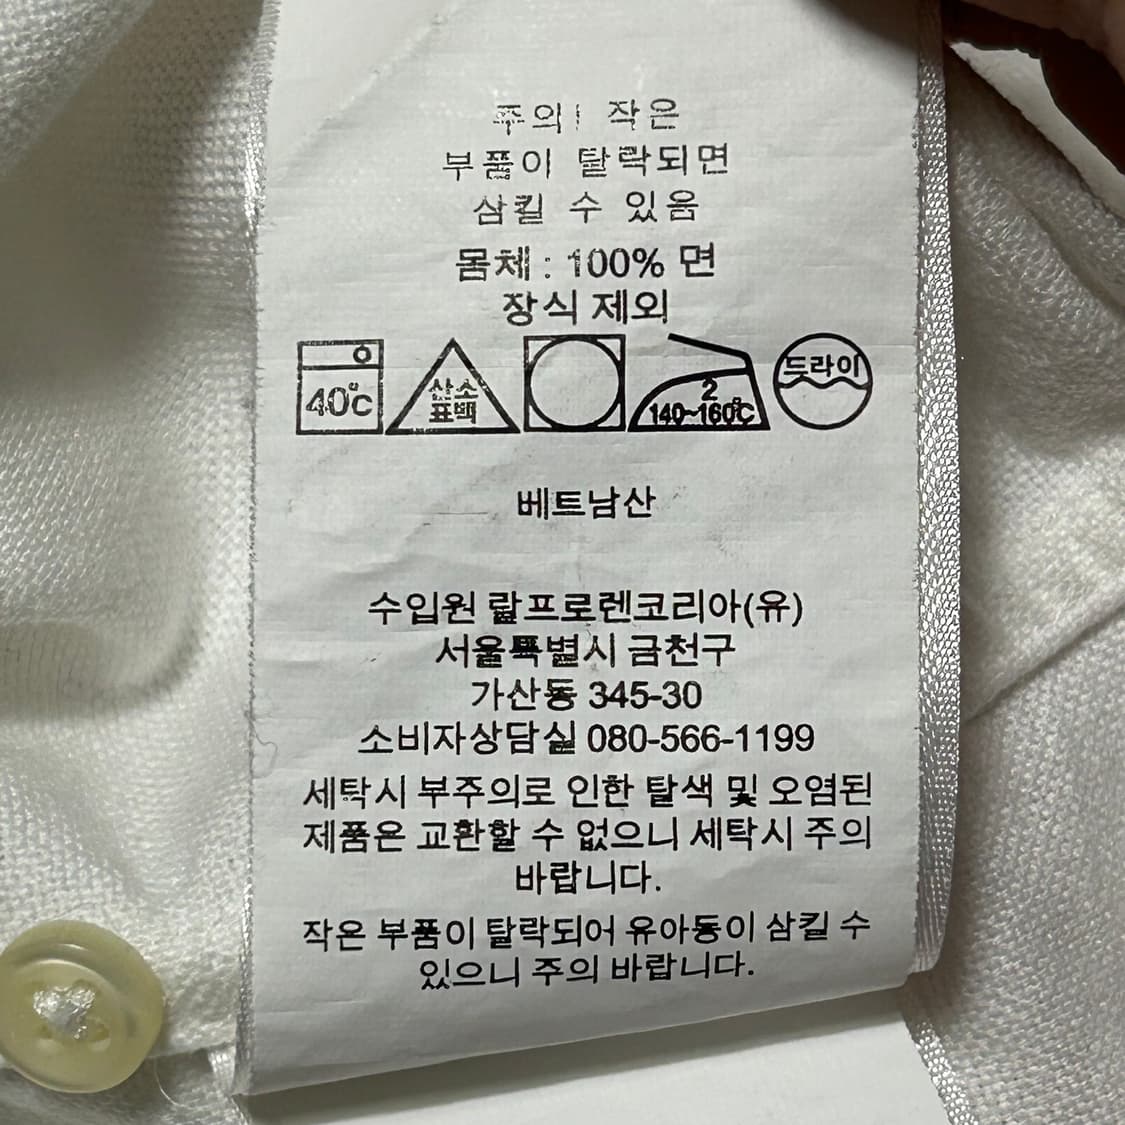 주의! 작은
부품이 탈락되면
삼킬 수 있음
몸체 : 100% 면
장식 제외
40℃
산소
표백
2
140~160℃
드라이
베트남산
수입원 랄프로렌코리아(유)
서울특별시 금천구
가산동 345-30
소비자상담실 080-566-1199
세탁시 부주의로 인한 탈색 및 오염된
제품은 교환할 수 없으니 세탁시 주의
바랍니다.
작은 부품이 탈락되어 유아동이 삼킬 수
있으니 주의 바랍니다.